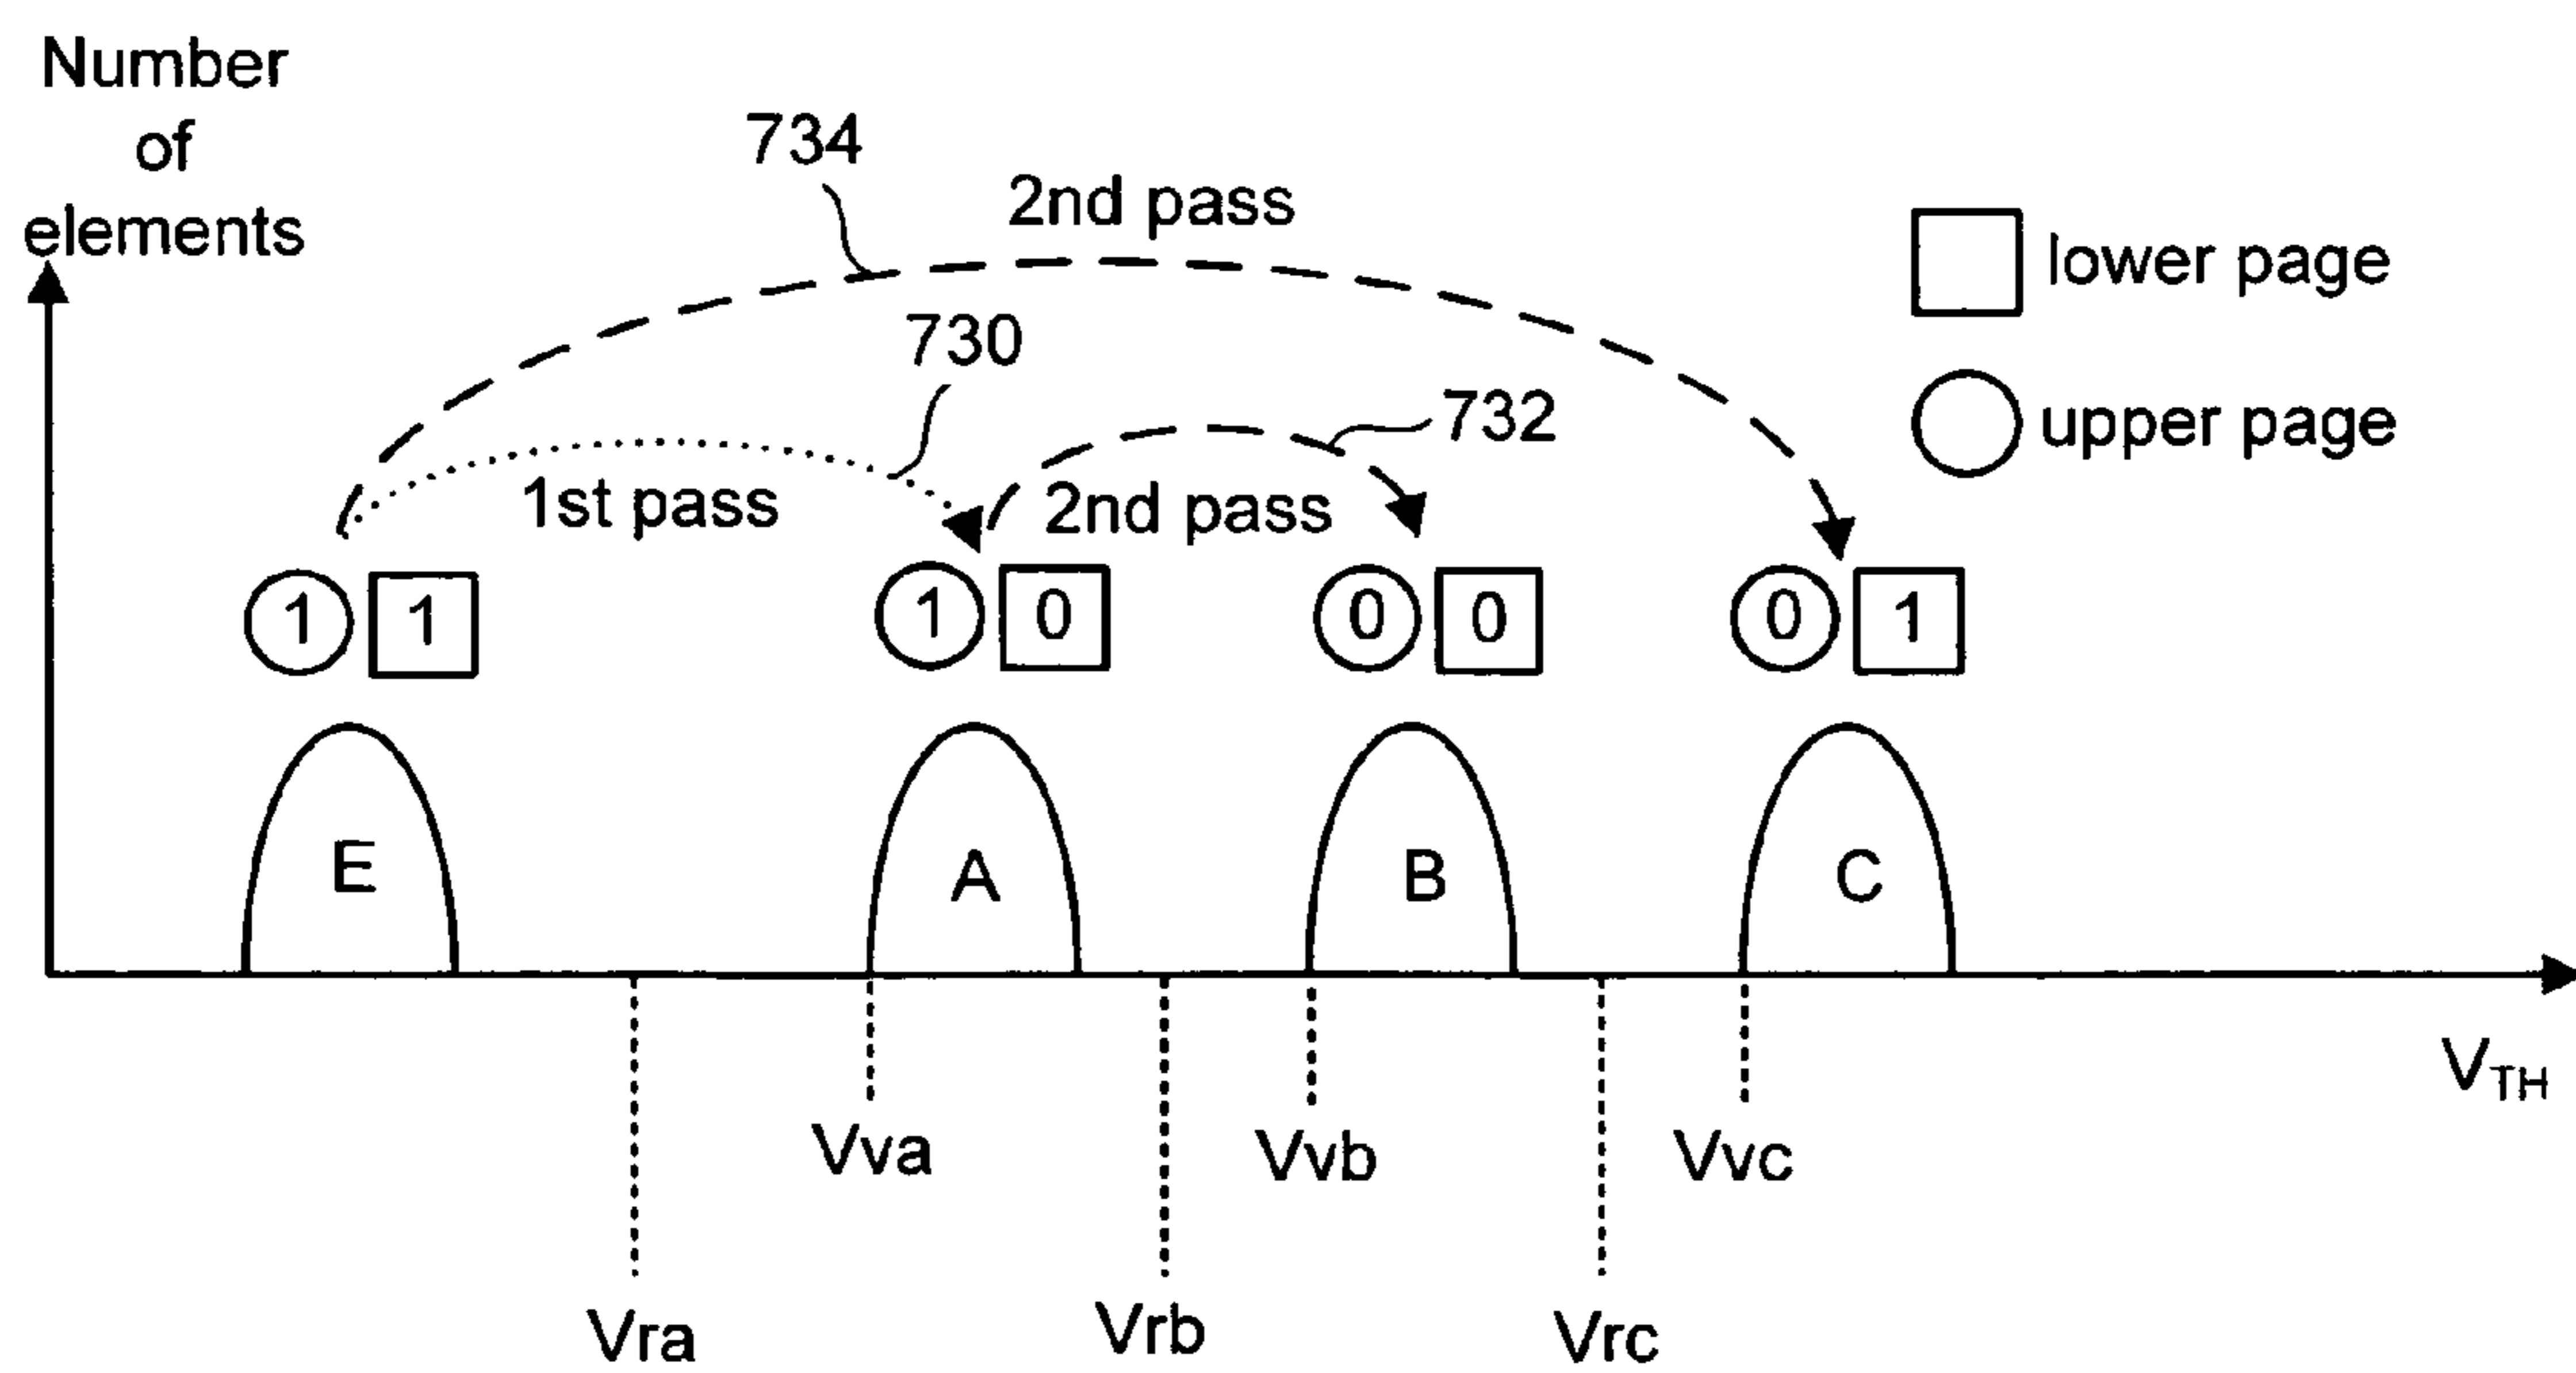 Number
of
elements
734
2nd pass
lower page
730
upper page
732
1st pass
2nd pass
1 1
1 0
0 0
0 1
E
A
B
C
VTH
Vva
Vvb
Vvc
Vra
Vrb
Vrc